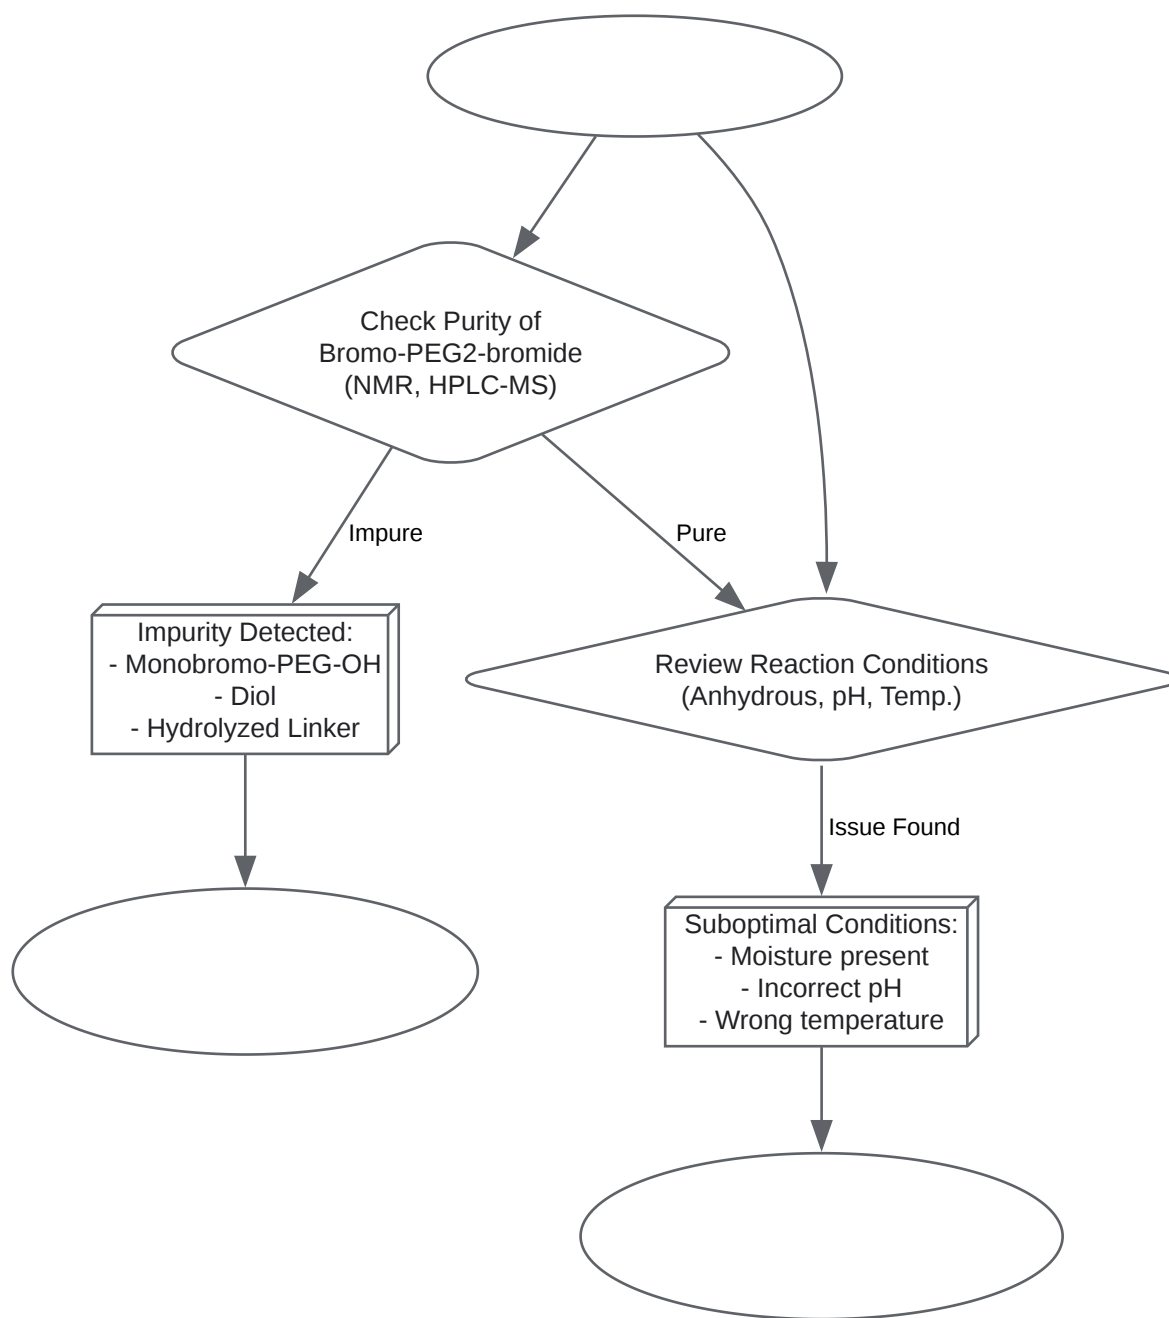 Check Purity of
Bromo-PEG2-bromide
(NMR, HPLC-MS)
Impure
Pure
Impurity Detected:
- Monobromo-PEG-OH
- Diol
- Hydrolyzed Linker
Review Reaction Conditions
(Anhydrous, pH, Temp.)
Issue Found
Suboptimal Conditions:
- Moisture present
- Incorrect pH
- Wrong temperature